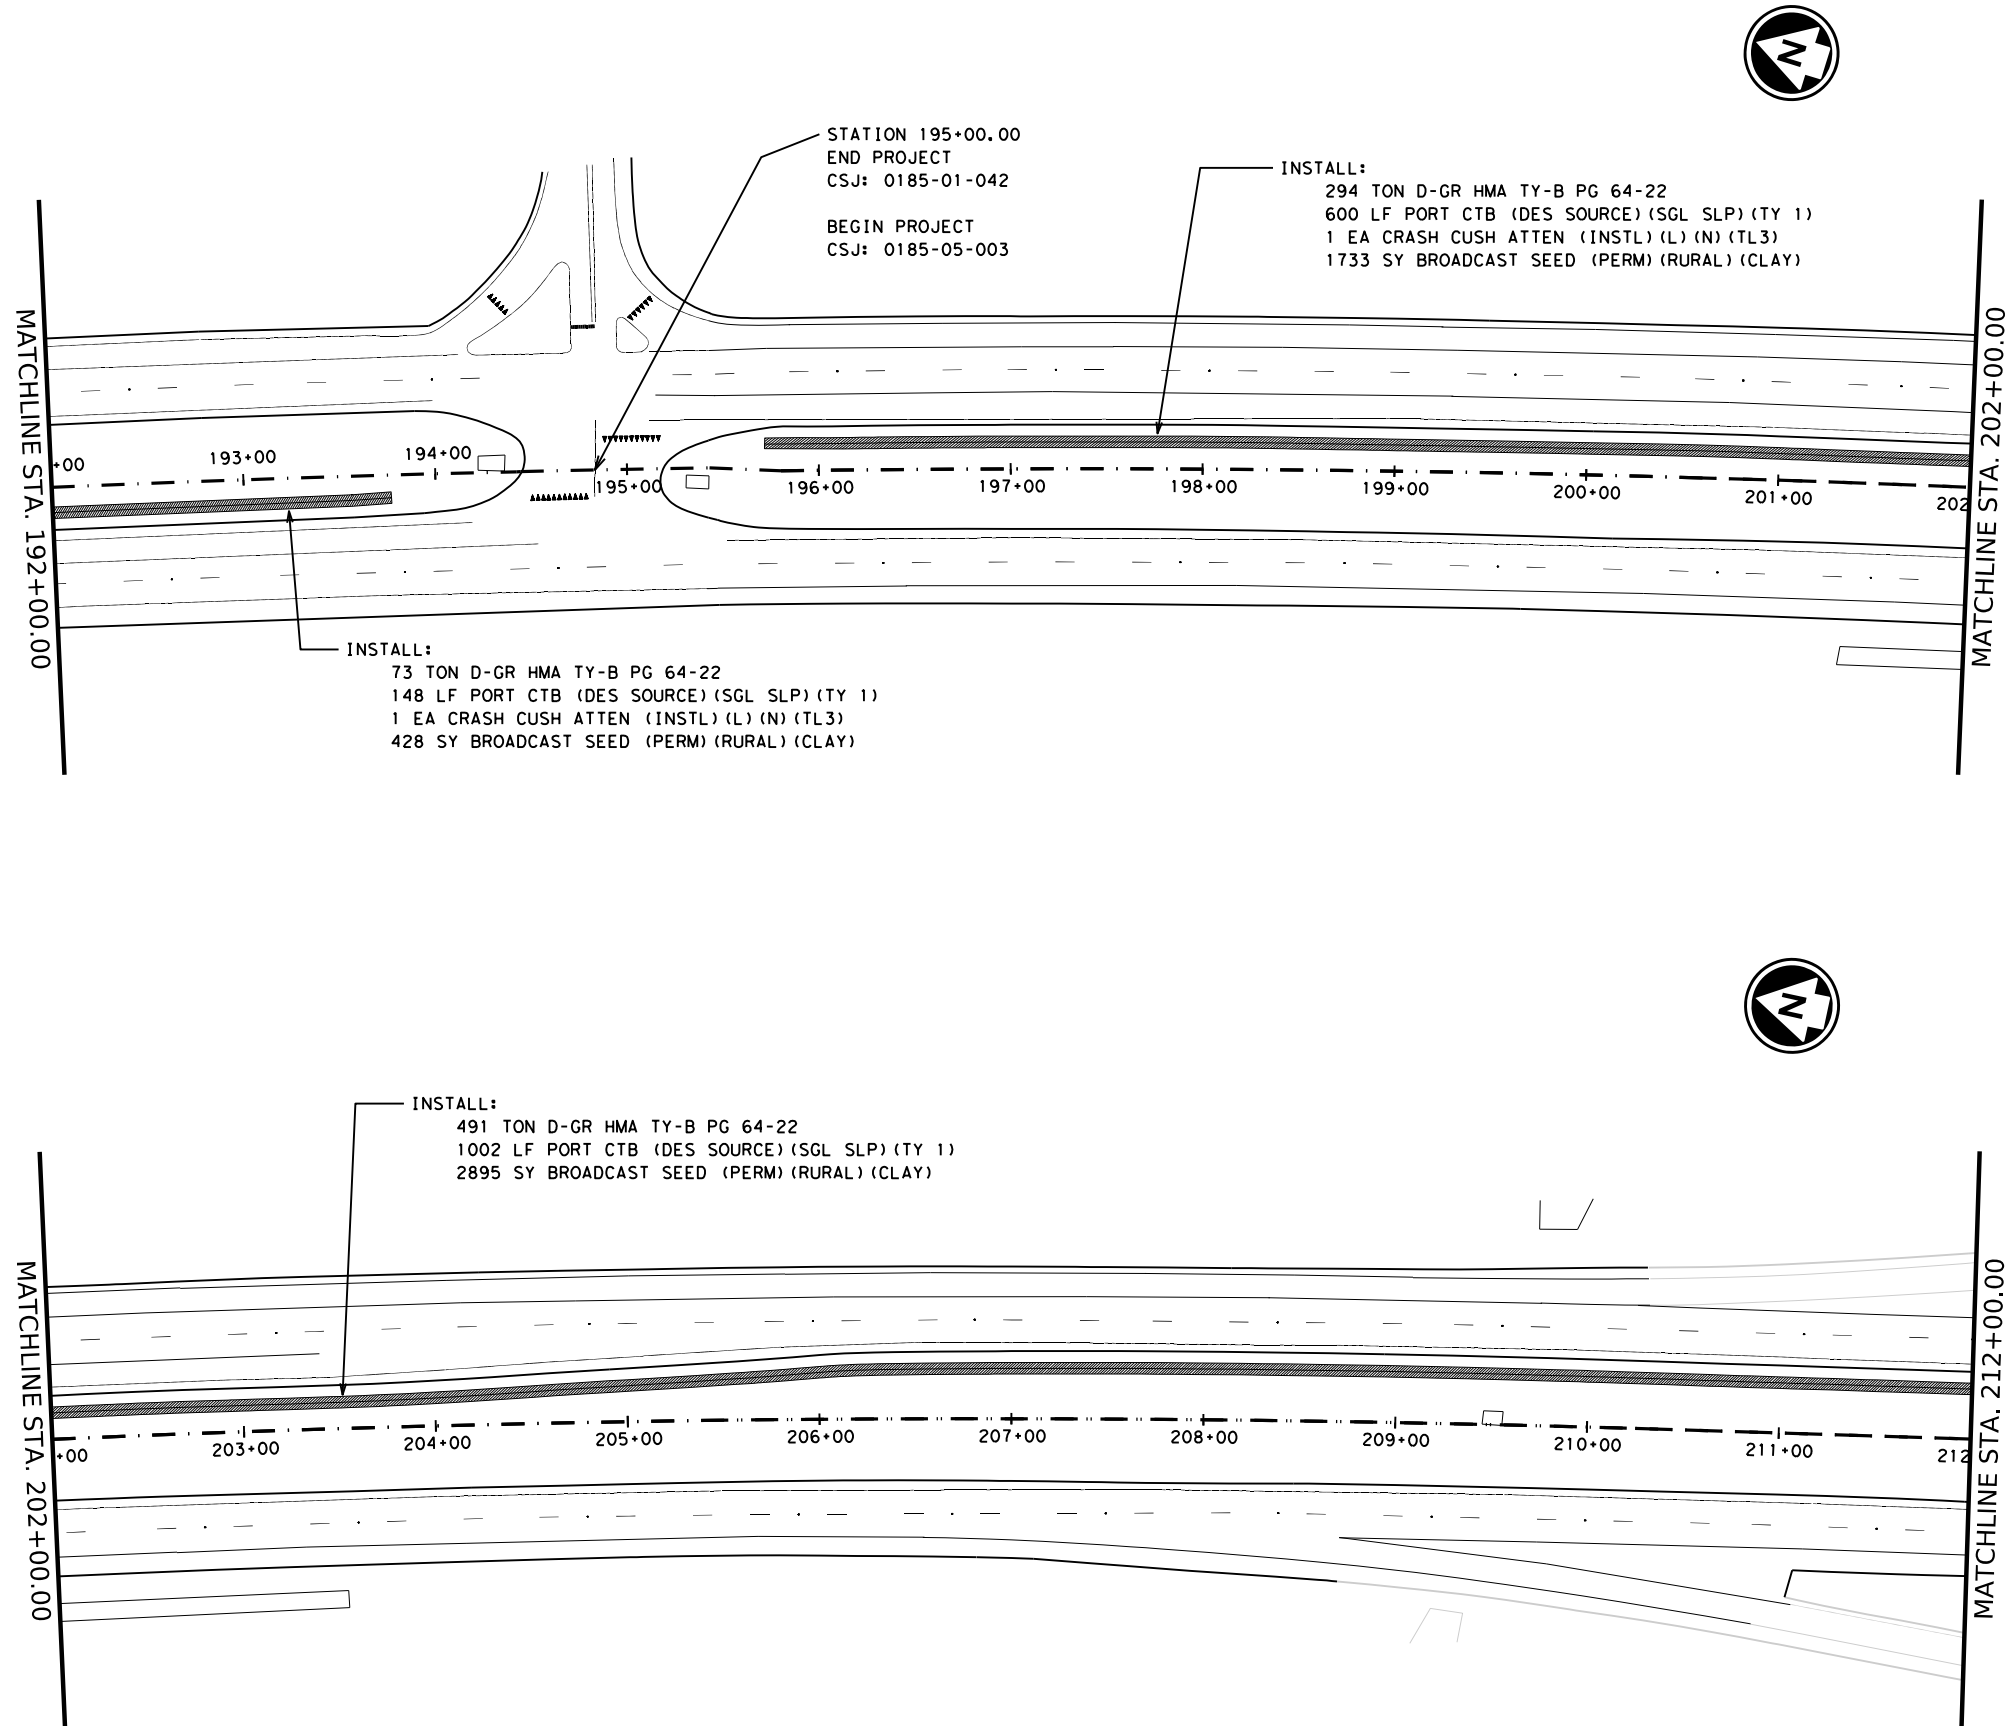 N
STATION 195+00.00
END PROJECT
CSJ: 0185-01-042
BEGIN PROJECT
CSJ: 0185-05-003
INSTALL:
294 TON D-GR HMA TY-B PG 64-22
600 LF PORT CTB (DES SOURCE)(SGL SLP)(TY 1)
1 EA CRASH CUSH ATTEN (INSTL)(L)(N)(TL3)
1733 SY BROADCAST SEED (PERM)(RURAL)(CLAY)
MATCHLINE STA. 192+00.00
MATCHLINE STA. 202+00.00
+00
193+00
194+00
195+00
196+00
197+00
198+00
199+00
200+00
201+00
202
INSTALL:
73 TON D-GR HMA TY-B PG 64-22
148 LF PORT CTB (DES SOURCE)(SGL SLP)(TY 1)
1 EA CRASH CUSH ATTEN (INSTL)(L)(N)(TL3)
428 SY BROADCAST SEED (PERM)(RURAL)(CLAY)
N
INSTALL:
491 TON D-GR HMA TY-B PG 64-22
1002 LF PORT CTB (DES SOURCE)(SGL SLP)(TY 1)
2895 SY BROADCAST SEED (PERM)(RURAL)(CLAY)
MATCHLINE STA. 202+00.00
MATCHLINE STA. 212+00.00
+00
203+00
204+00
205+00
206+00
207+00
208+00
209+00
210+00
211+00
212